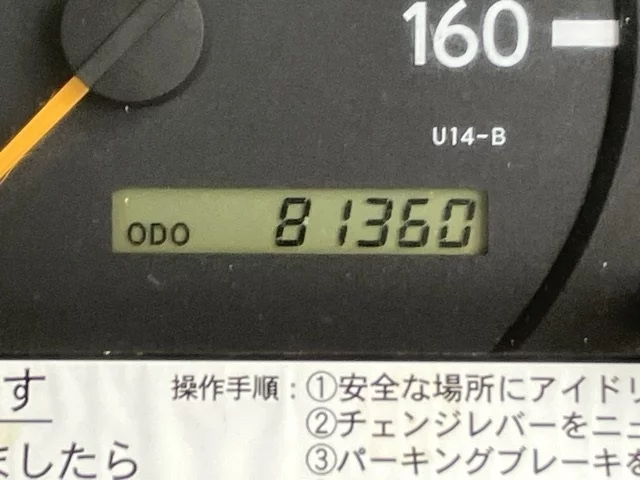 160
U14-B
ODO 81360
す 操作手順：①安全な場所にアイド
②チェンジレバーをニュ
ましたら ③パーキングブレーキを